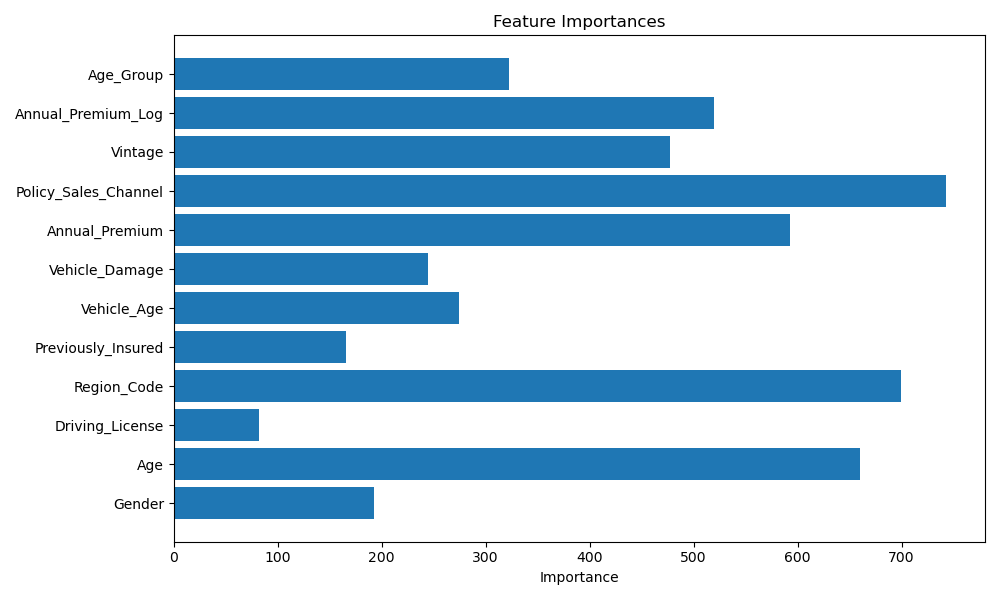 Feature Importances
Age_Group
Annual_Premium_Log
Vintage
Policy_Sales_Channel
Annual_Premium
Vehicle_Damage
Vehicle_Age
Previously_Insured
Region_Code
Driving_License
Age
Gender
0 100 200 300 400 500 600 700
Importance